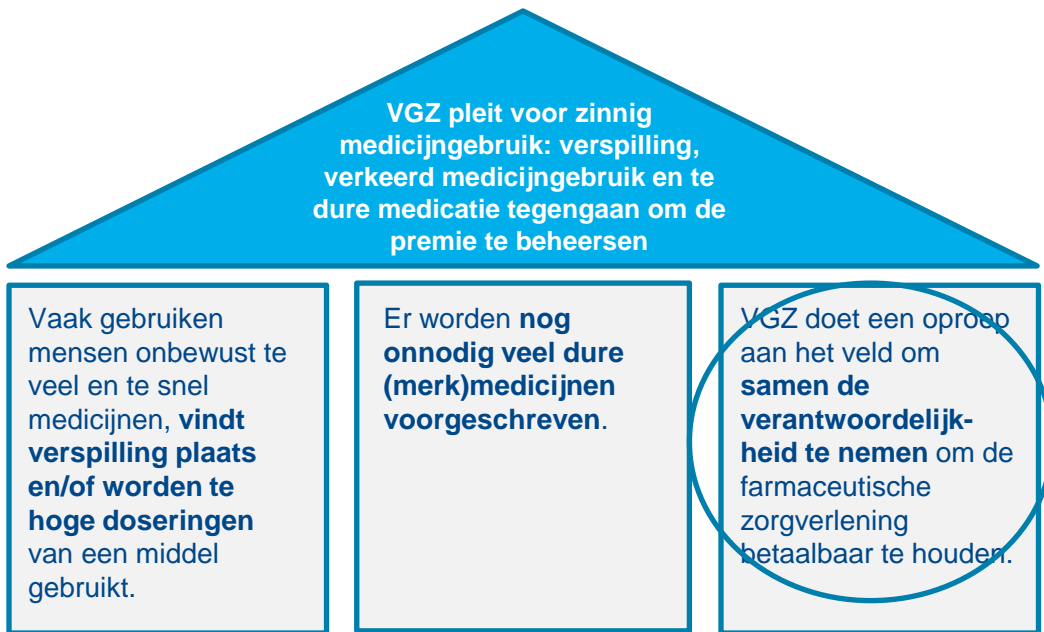 VGZ pleit voor zinnig
medicijngebruik: verspilling,
verkeerd medicijngebruik en te
dure medicatie tegengaan om de
premie te beheersen
Vaak gebruiken
mensen onbewust te
veel en te snel
medicijnen, vindt
verspilling plaats
en/of worden te
hoge doseringen
van een middel
gebruikt.
Er worden nog
onnodig veel dure
(merk)medicijnen
voorgeschreven.
VGZ doet een oproep
aan het veld om
samen de
verantwoordelijk-
heid te nemen om de
farmaceutische
zorgverlening
betaalbaar te houden.